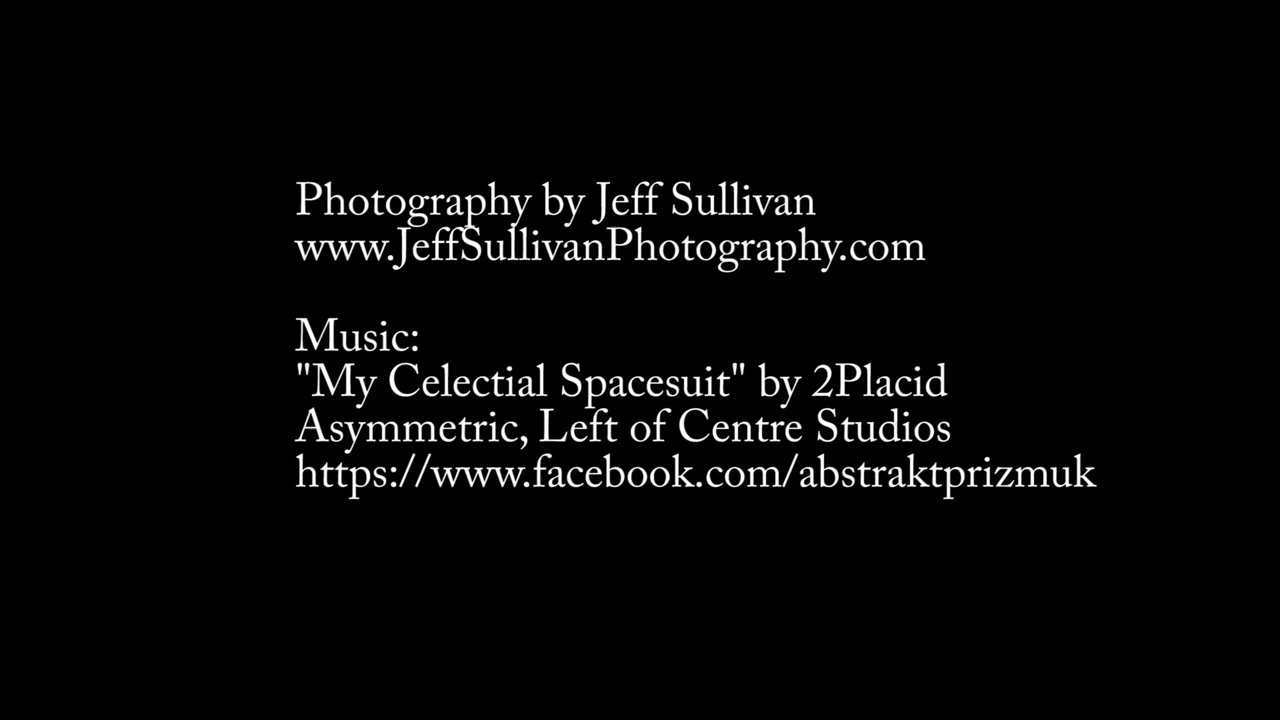 Photography by Jeff Sullivan
www.JeffSullivanPhotography.com
Music:
"My Celectial Spacesuit" by 2Placid
Asymmetric, Left of Centre Studios
https://www.facebook.com/abstraktprizmuk